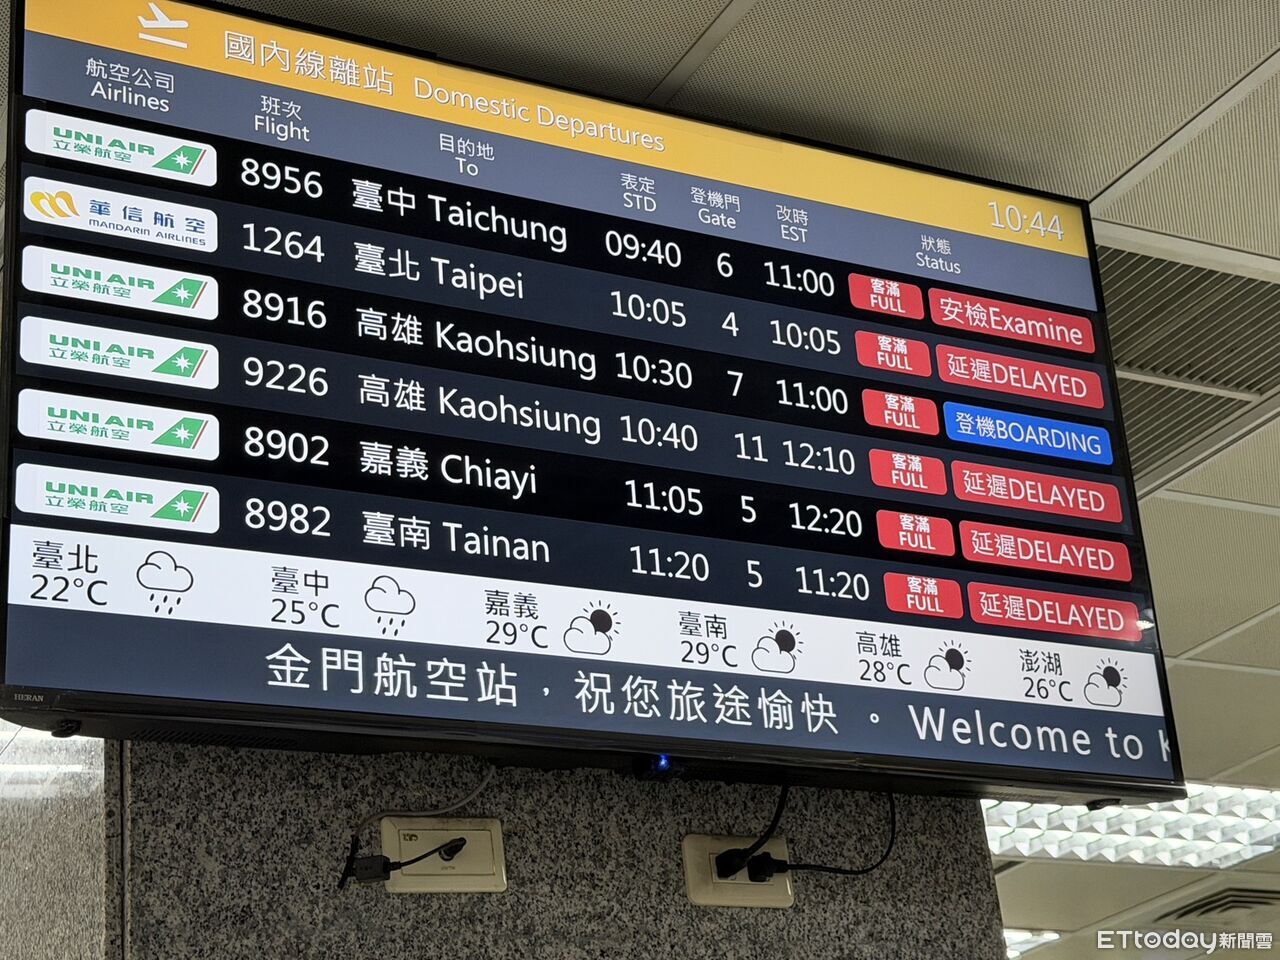 國內線離站 Domestic Departures 10:44
航空公司 Airlines 班次 Flight 目的地 To 表定 STD 登機門 Gate 改時 EST 狀態 Status
UNI AIR 立榮航空 8956 臺中 Taichung 09:40 6 11:00 客滿 FULL 安檢Examine
華信航空 MANDARIN AIRLINES 1264 臺北 Taipei 10:05 4 10:05 客滿 FULL 延遲DELAYED
UNI AIR 立榮航空 8916 高雄 Kaohsiung 10:30 7 11:00 客滿 FULL 登機BOARDING
UNI AIR 立榮航空 9226 高雄 Kaohsiung 10:40 11 12:10 客滿 FULL 延遲DELAYED
UNI AIR 立榮航空 8902 嘉義 Chiayi 11:05 5 12:20 客滿 FULL 延遲DELAYED
UNI AIR 立榮航空 8982 臺南 Tainan 11:20 5 11:20 客滿 FULL 延遲DELAYED
臺北 22°C 臺中 25°C 嘉義 29°C 臺南 29°C 高雄 28°C 澎湖 26°C
金門航空站，祝您旅途愉快。Welcome to K
HERAN
ETtoday新聞雲